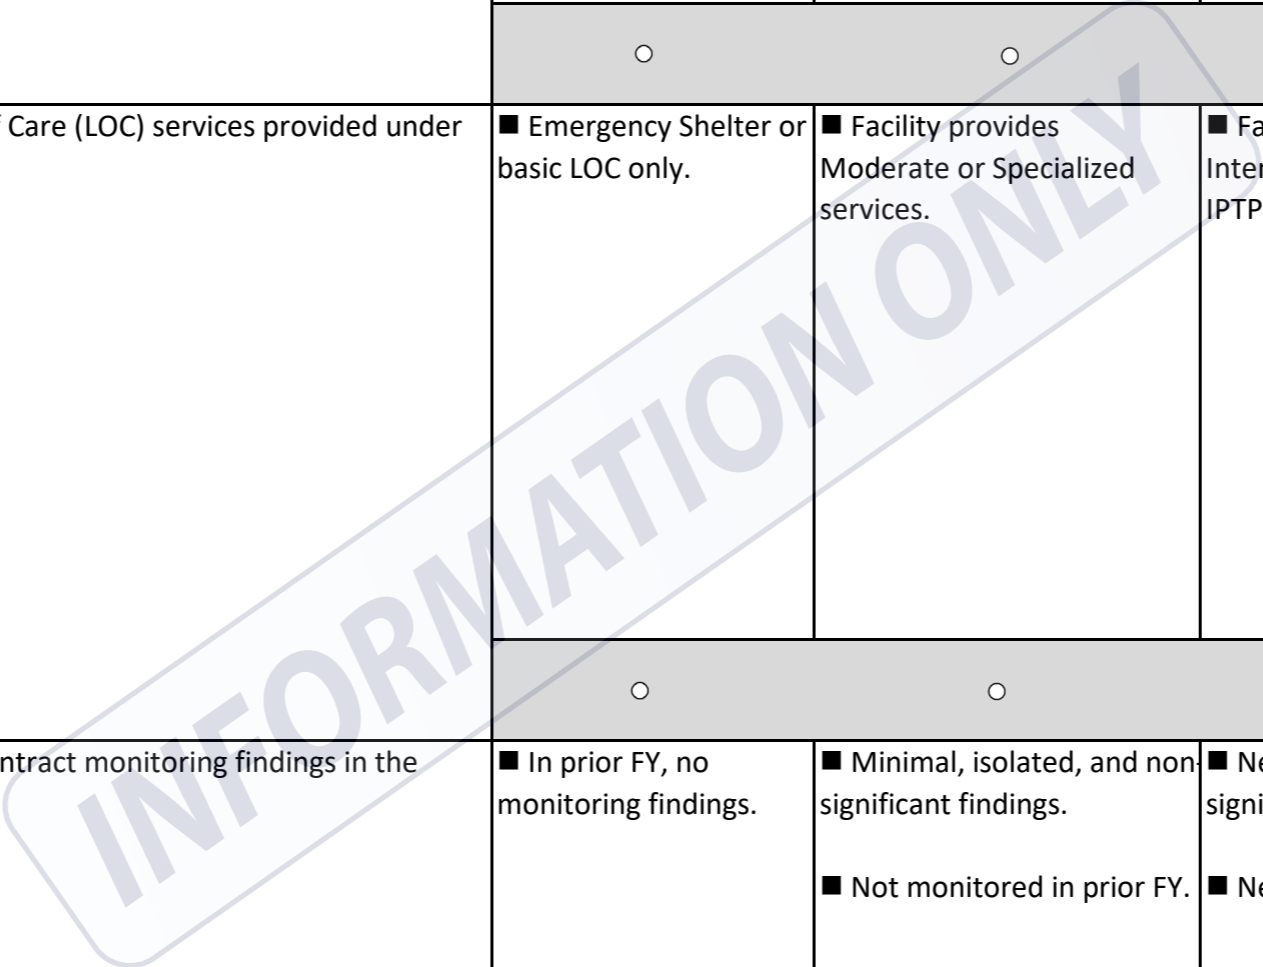 Care (LOC) services provided under
■ Emergency Shelter or
basic LOC only.
■ Facility provides
Moderate or Specialized
services.
■
IPTP
monitoring findings in the
■ In prior FY, no
monitoring findings.
■ Minimal, isolated, and non-
significant findings.
■ Not monitored in prior FY.
■
■
INFORMATION ONLY